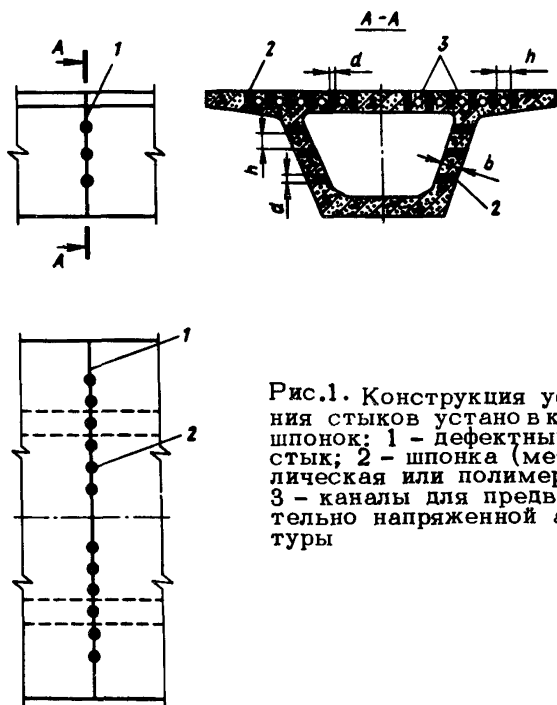 А-А
А
1
2
d
3
h
h
d
b
2
А
1
2
Рис.1. Конструкция у
ния стыков установк
шпонок: 1 – дефектны
стык; 2 – шпонка (ме
лическая или полимер
3 – каналы для предв
тельно напряженной а
туры